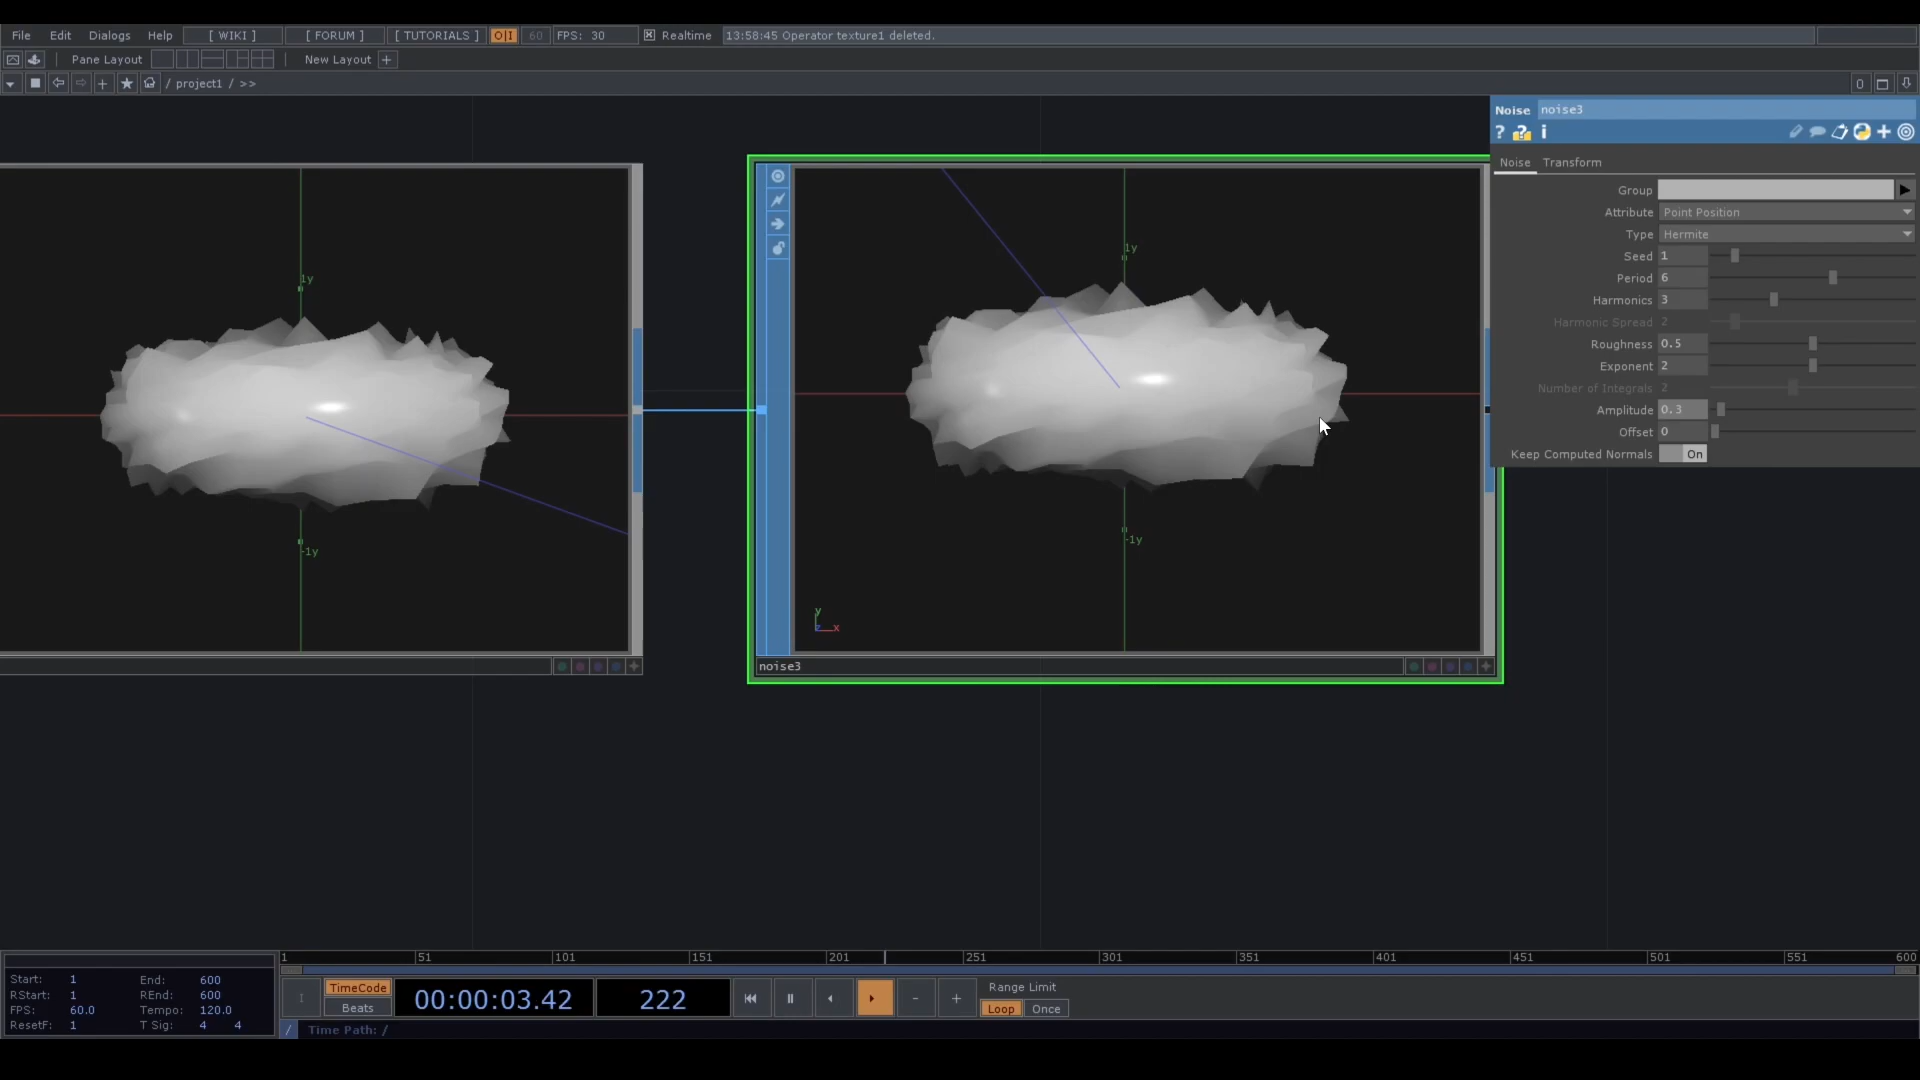 File Edit Dialogs Help [ WIKI ] [ FORUM ] [ TUTORIALS ] O|I 60 FPS: 30 Realtime 13:58:45 Operator texture1 deleted.
Pane Layout New Layout +
/ project1 / >> 0
Noise noise3
? ? i
Noise Transform
Group
Attribute Point Position
Type Hermite
Seed 1
Period 6
Harmonics 3
Harmonic Spread 2
Roughness 0.5
Exponent 2
Number of Integrals 2
Amplitude 0.3
Offset 0
Keep Computed Normals On
1y
-1y
1y
-1y
y
z x
noise3
1 51 101 151 201 251 301 351 401 451 501 551 600
Start: 1 End: 600
RStart: 1 REnd: 600
FPS: 60.0 Tempo: 120.0
ResetF: 1 T Sig: 4 4
I TimeCode
Beats
00:00:03.42 222
- +
Range Limit
Loop Once
/ Time Path: /